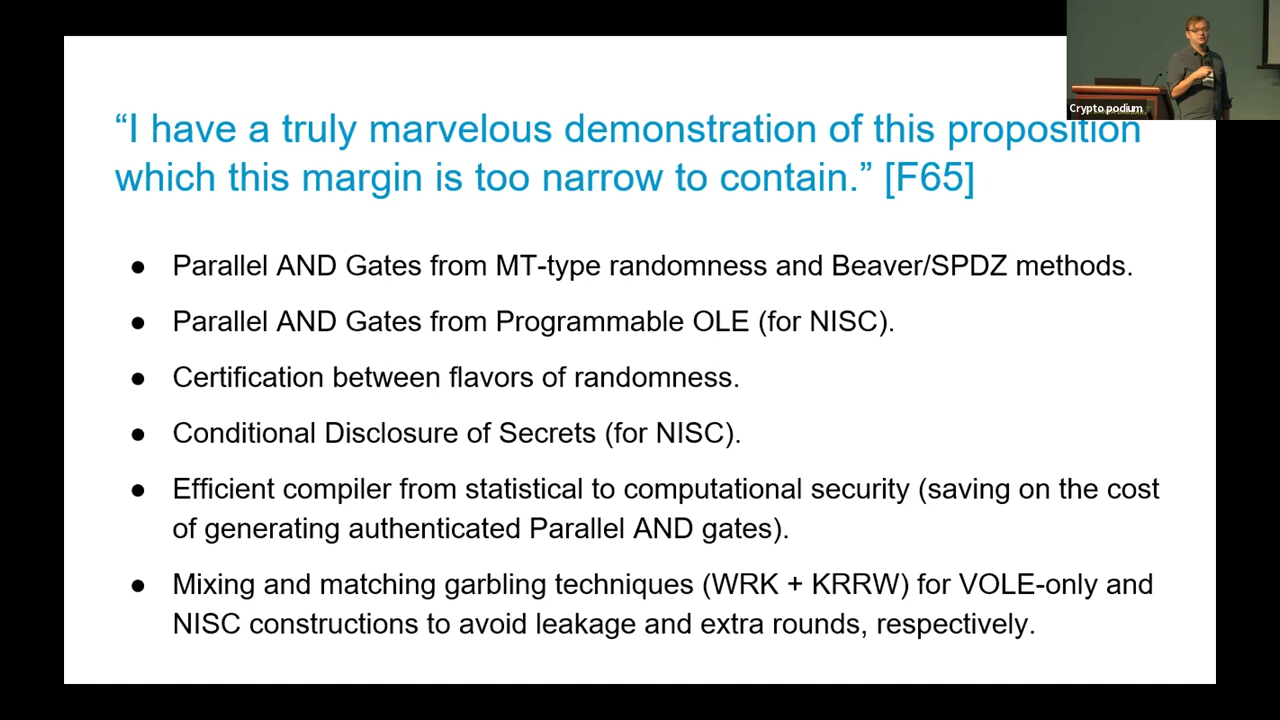 Crypto podium
“I have a truly marvelous demonstration of this proposition
which this margin is too narrow to contain.” [F65]
● Parallel AND Gates from MT-type randomness and Beaver/SPDZ methods.
● Parallel AND Gates from Programmable OLE (for NISC).
● Certification between flavors of randomness.
● Conditional Disclosure of Secrets (for NISC).
● Efficient compiler from statistical to computational security (saving on the cost
of generating authenticated Parallel AND gates).
● Mixing and matching garbling techniques (WRK + KRRW) for VOLE-only and
NISC constructions to avoid leakage and extra rounds, respectively.